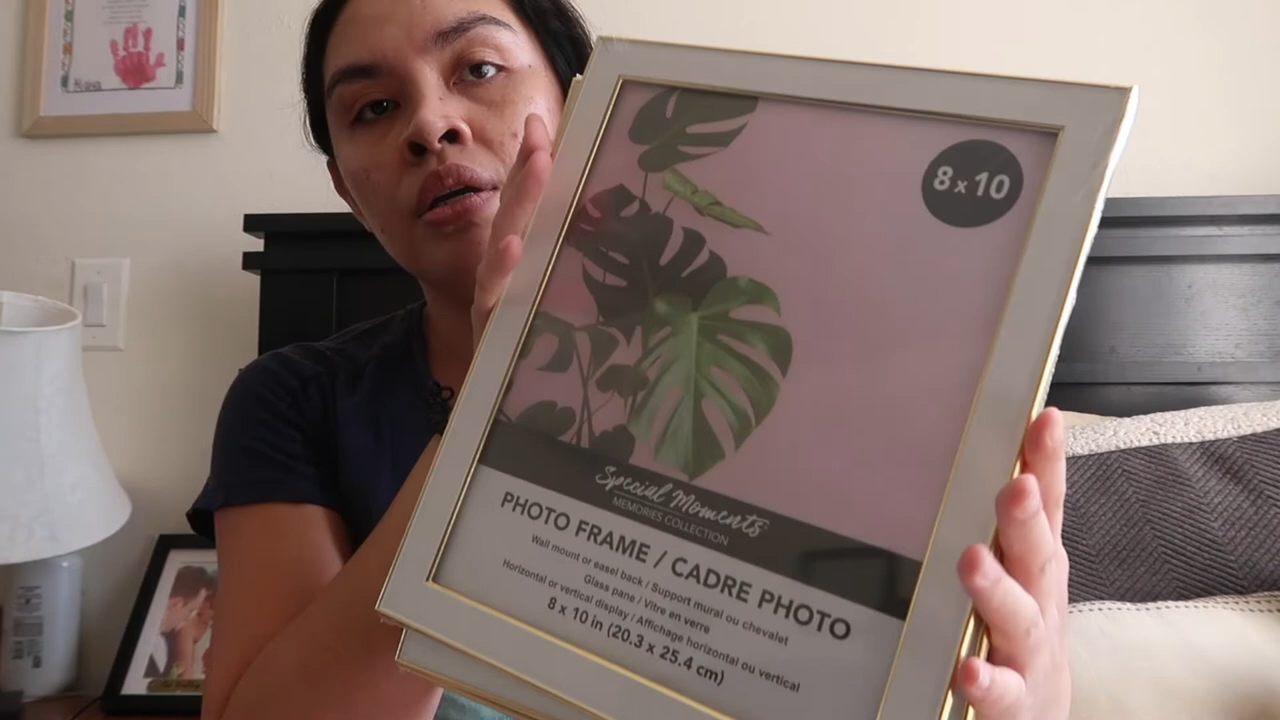 8 x 10
Special Moments
MEMORIES COLLECTION
PHOTO FRAME / CADRE PHOTO
Wall mount or easel back / Support mural ou chevalet
Glass pane / Vitre en verre
Horizontal or vertical display / Affichage horizontal ou vertical
8 x 10 in (20.3 x 25.4 cm)